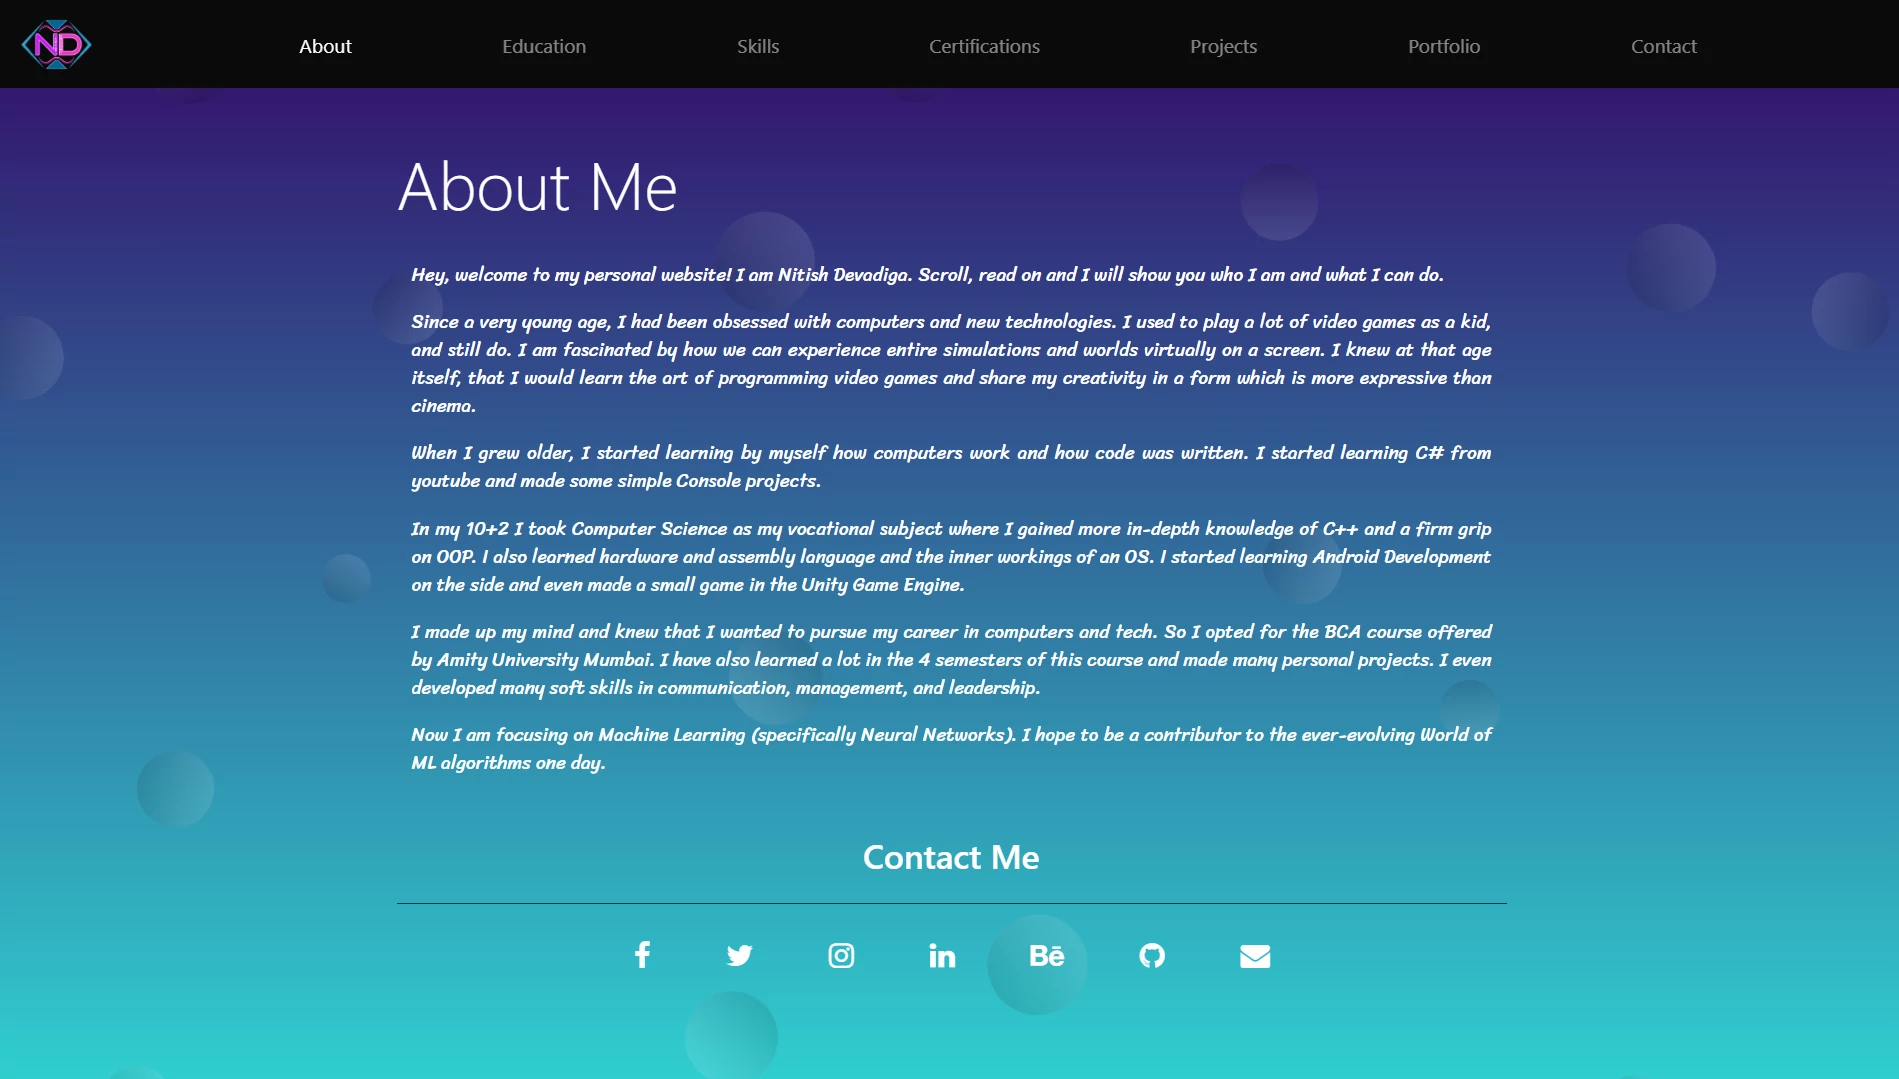 ND
About
Education
Skills
Certifications
Projects
Portfolio
Contact
About Me
Hey, welcome to my personal website! I am Nitish Devadiga. Scroll, read on and I will show you who I am and what I can do.
Since a very young age, I had been obsessed with computers and new technologies. I used to play a lot of video games as a kid,
and still do. I am fascinated by how we can experience entire simulations and worlds virtually on a screen. I knew at that age
itself, that I would learn the art of programming video games and share my creativity in a form which is more expressive than
cinema.
When I grew older, I started learning by myself how computers work and how code was written. I started learning C# from
youtube and made some simple Console projects.
In my 10+2 I took Computer Science as my vocational subject where I gained more in-depth knowledge of C++ and a firm grip
on OOP. I also learned hardware and assembly language and the inner workings of an OS. I started learning Android Development
on the side and even made a small game in the Unity Game Engine.
I made up my mind and knew that I wanted to pursue my career in computers and tech. So I opted for the BCA course offered
by Amity University Mumbai. I have also learned a lot in the 4 semesters of this course and made many personal projects. I even
developed many soft skills in communication, management, and leadership.
Now I am focusing on Machine Learning (specifically Neural Networks). I hope to be a contributor to the ever-evolving World of
ML algorithms one day.
Contact Me